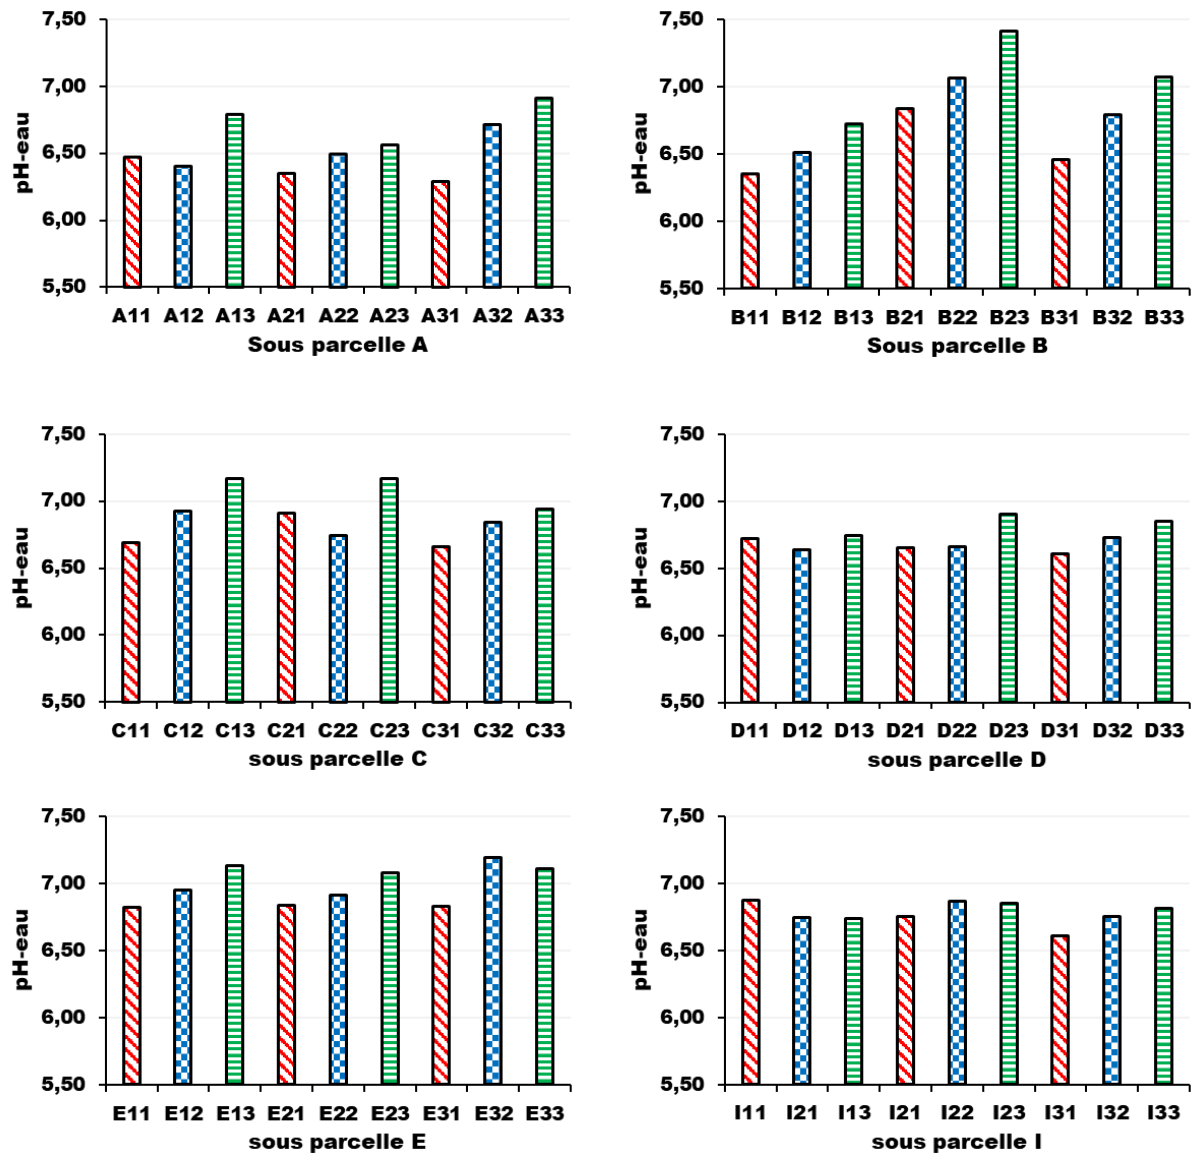 7,50
7,00
6,50
6,00
5,50
pH-eau
A11 A12 A13 A21 A22 A23 A31 A32 A33
Sous parcelle A
7,50
7,00
6,50
6,00
5,50
pH-eau
B11 B12 B13 B21 B22 B23 B31 B32 B33
Sous parcelle B
7,50
7,00
6,50
6,00
5,50
pH-eau
C11 C12 C13 C21 C22 C23 C31 C32 C33
sous parcelle C
7,50
7,00
6,50
6,00
5,50
pH-eau
D11 D12 D13 D21 D22 D23 D31 D32 D33
sous parcelle D
7,50
7,00
6,50
6,00
5,50
pH-eau
E11 E12 E13 E21 E22 E23 E31 E32 E33
sous parcelle E
7,50
7,00
6,50
6,00
5,50
pH-eau
I11 I21 I13 I21 I22 I23 I31 I32 I33
sous parcelle I